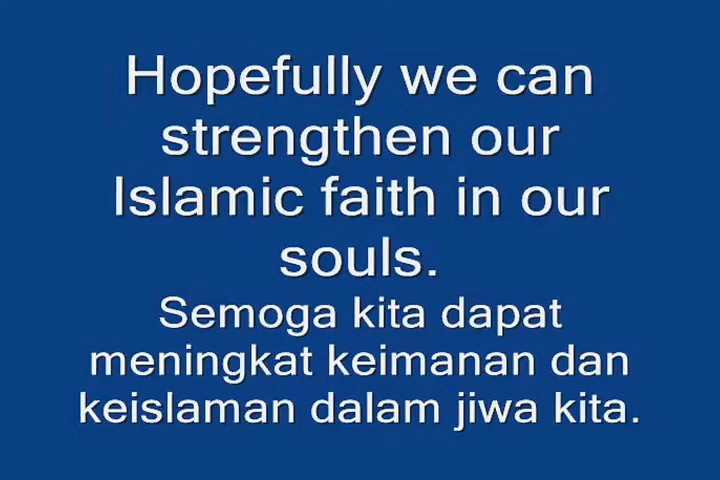 Hopefully we can
strengthen our
Islamic faith in our
souls.
Semoga kita dapat
meningkat keimanan dan
keislaman dalam jiwa kita.